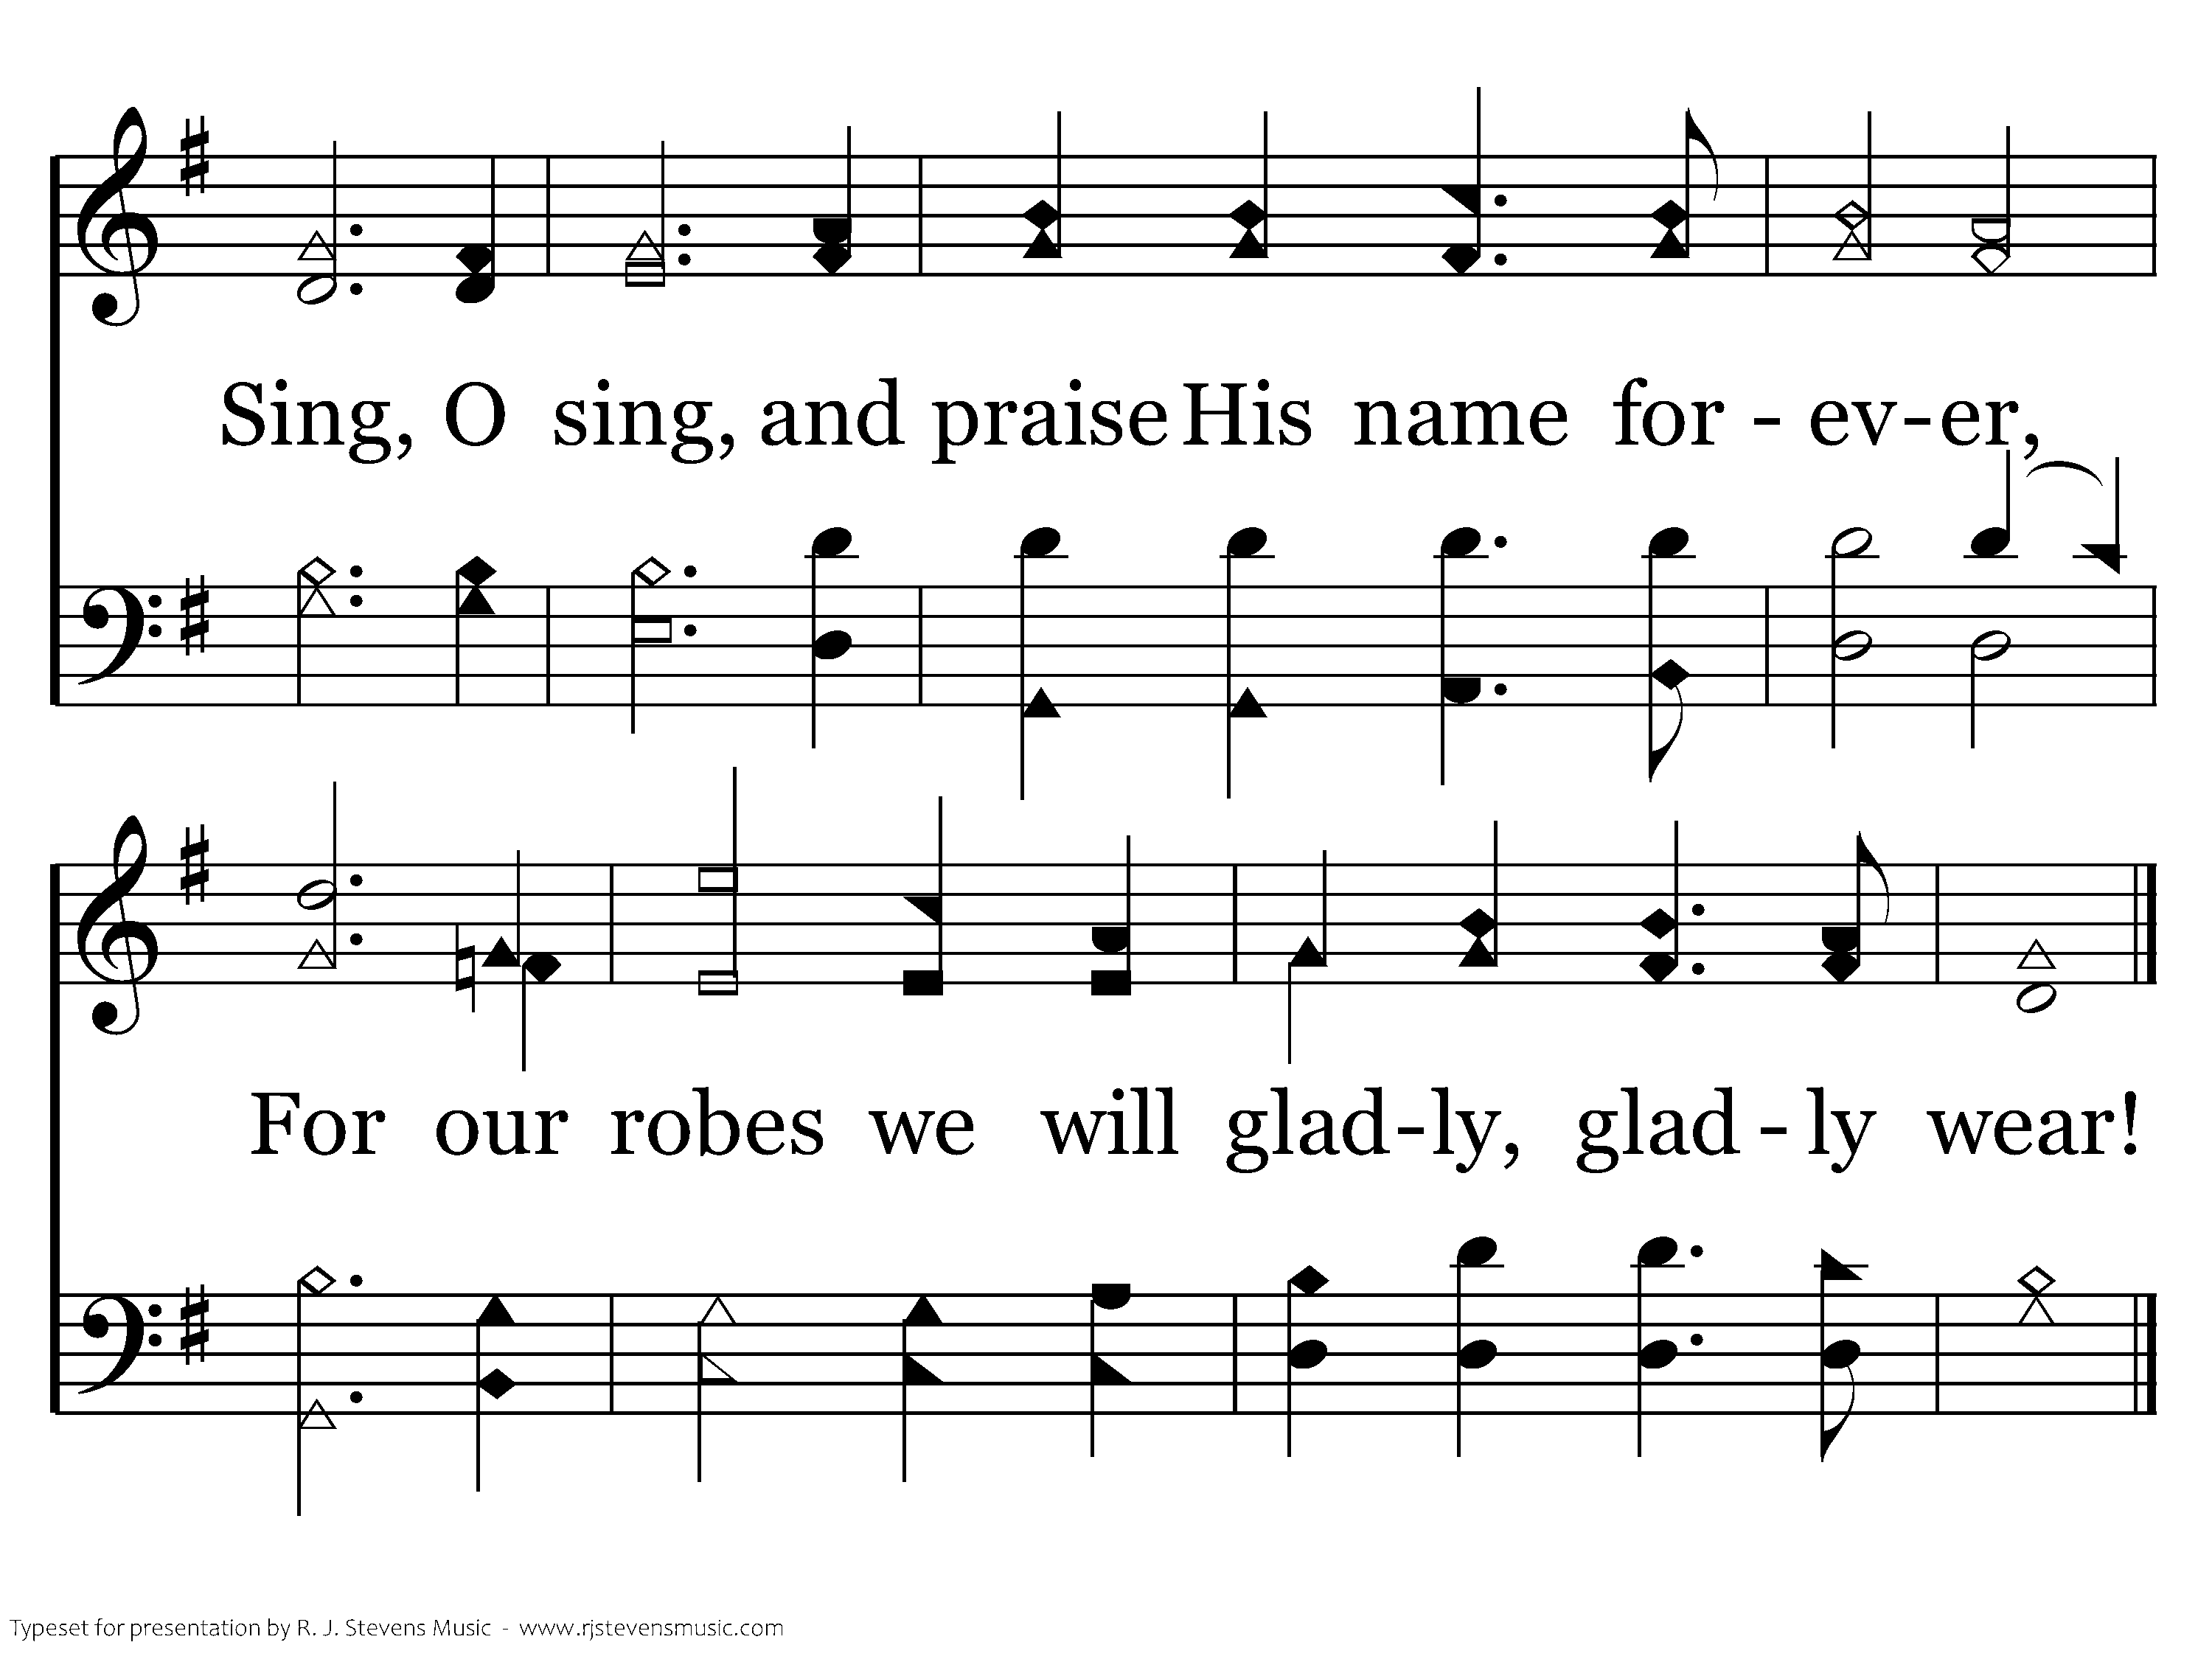 Sing, O sing, and praise His name for - ev-er,
For our robes we will glad-ly, glad - ly wear!
Typeset for presentation by R. J. Stevens Music - www.rjstevensmusic.com